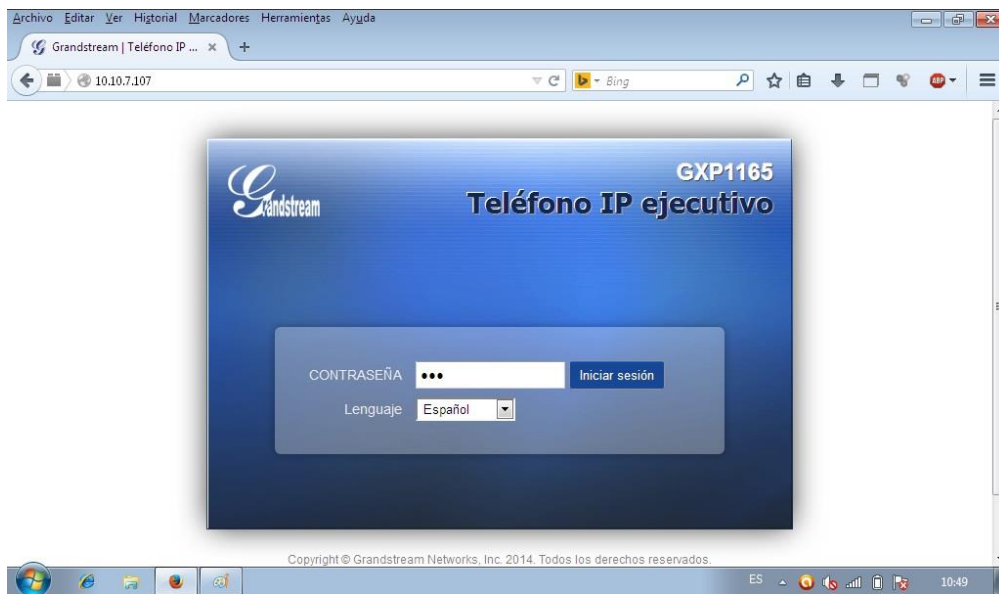 Archivo Editar Ver Historial Marcadores Herramientas Ayuda
Grandstream | Teléfono IP ... × +
10.10.7.107
Bing
ABP
Grandstream
GXP1165
Teléfono IP ejecutivo
CONTRASEÑA ●●● Iniciar sesión
Lenguaje Español
Copyright © Grandstream Networks, Inc. 2014. Todos los derechos reservados.
ES 10:49